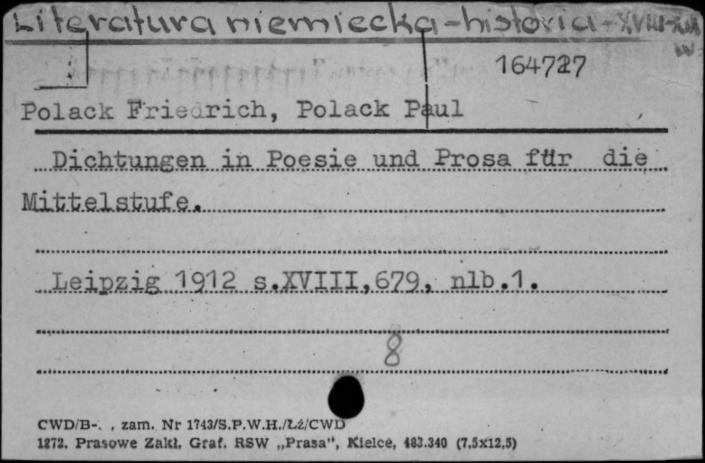 Literatura niemiecka-historia-XVIII-XIX w
164727
Polack Friedrich, Polack Paul
Dichtungen in Poesie und Prosa für die
Mittelstufe.
Leipzig 1912 s.XVIII,679, nlb.1.
8
CWD/B-. , zam. Nr 1743/S.P.W.H./Łż/CWD
1272. Prasowe Zakł. Graf. RSW „Prasa", Kielce, 483.340 (7,5x12,5)